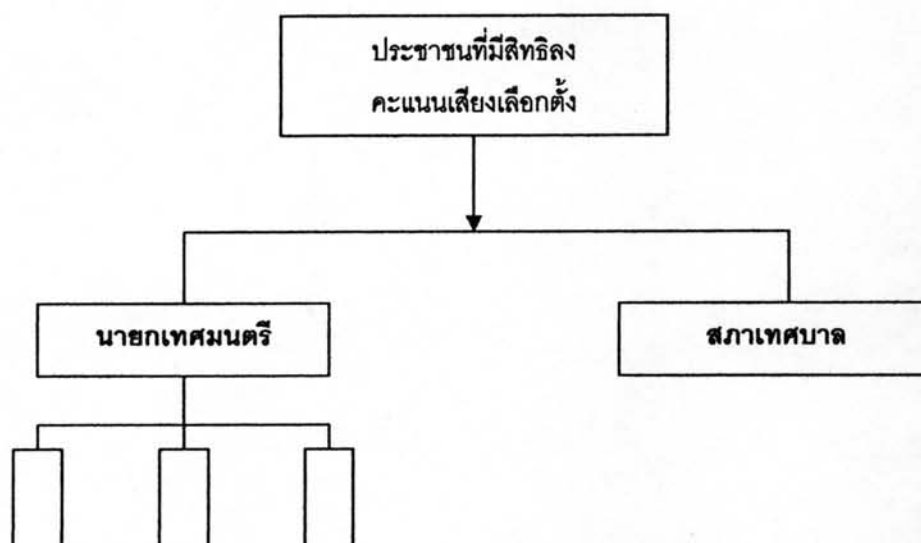 ประชาชนที่มีสิทธิลง
คะแนนเสียงเลือกตั้ง
นายกเทศมนตรี
สภาเทศบาล